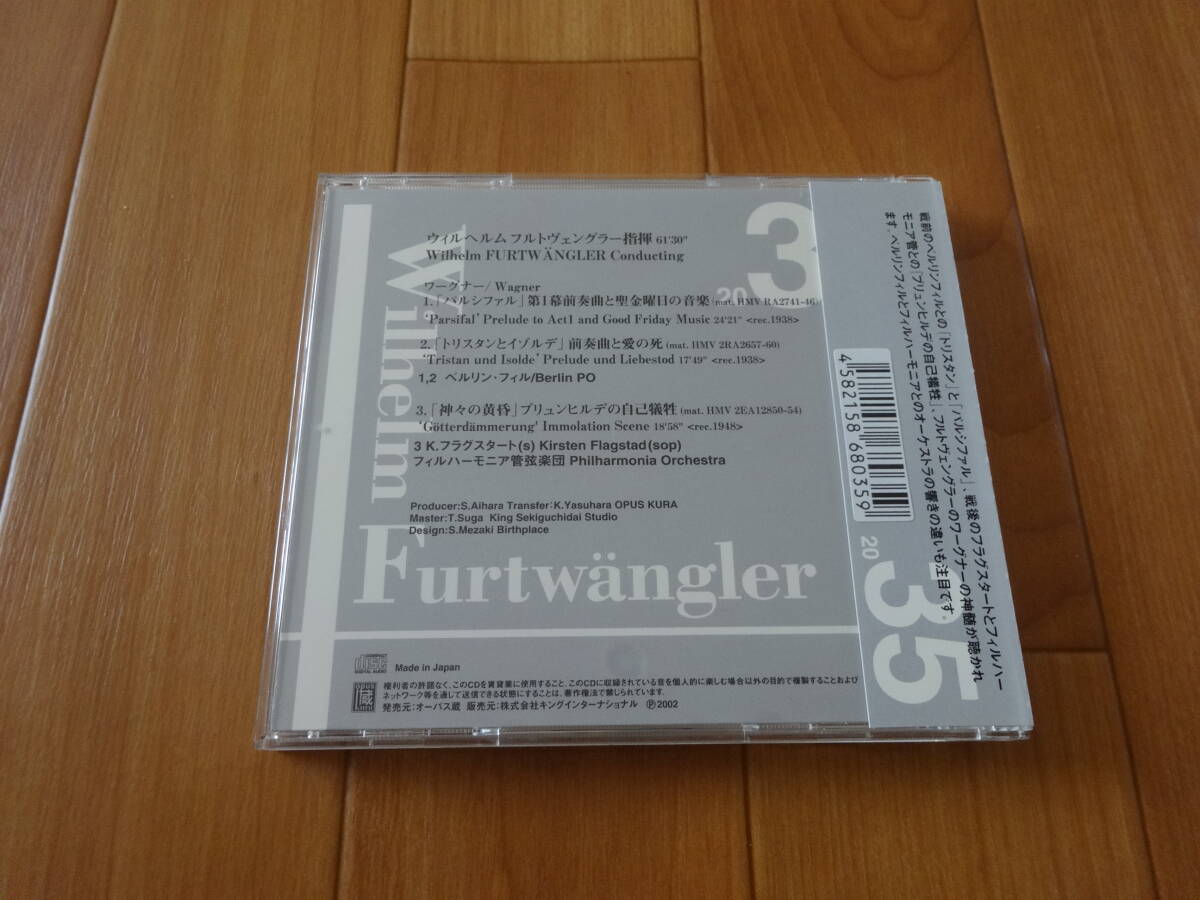 ウィルヘルム フルトヴェングラー指揮 61'30"
Wilhelm FURTWÄNGLER Conducting
ワーグナー/ Wagner
1.「パルシファル」第1幕前奏曲と聖金曜日の音楽 (mat. HMV RA2741-46)
‘Parsifal’ Prelude to Act1 and Good Friday Music 24'21" <rec.1938>
2.「トリスタンとイゾルデ」前奏曲と愛の死 (mat. HMV 2RA2657-60)
‘Tristan und Isolde’ Prelude und Liebestod 17'49" <rec.1938>
1,2 ベルリン・フィル/Berlin PO
3.「神々の黄昏」ブリュンヒルデの自己犠牲 (mat. HMV 2EA12850-54)
‘Götterdämmerung’ Immolation Scene 18'58" <rec.1948>
3 K.フラグスタート(s) Kirsten Flagstad(sop)
フィルハーモニア管弦楽団 Philharmonia Orchestra
Producer:S.Aihara Transfer:K.Yasuhara OPUS KURA
Master:T.Suga King Sekiguchidai Studio
Design:S.Mezaki Birthplace
Wilhelm
Furtwängler
20 3
COMPACT
disc
DIGITAL AUDIO
Made in Japan
蔵
権利者の許諾なく、このCDを賃貸業に使用すること、このCDに収録されている音を個人的に楽しむ場合以外の目的で複製することおよび
ネットワーク等を通して送信できる状態にすることは、著作権法で禁じられています。
発売元:オーパス蔵 販売元:株式会社キングインターナショナル Ⓟ2002
戦前のベルリンフィルとの「トリスタン」と「パルシファル」、戦後のフラグスタートとフィルハー
モニア管との「ブリュンヒルデの自己犠牲」、フルトヴェングラーのワーグナーの神髄が聴かれ
ます。ベルリンフィルとフィルハーモニアとのオーケストラの響きの違いも注目です。
4582158 680359
20 35